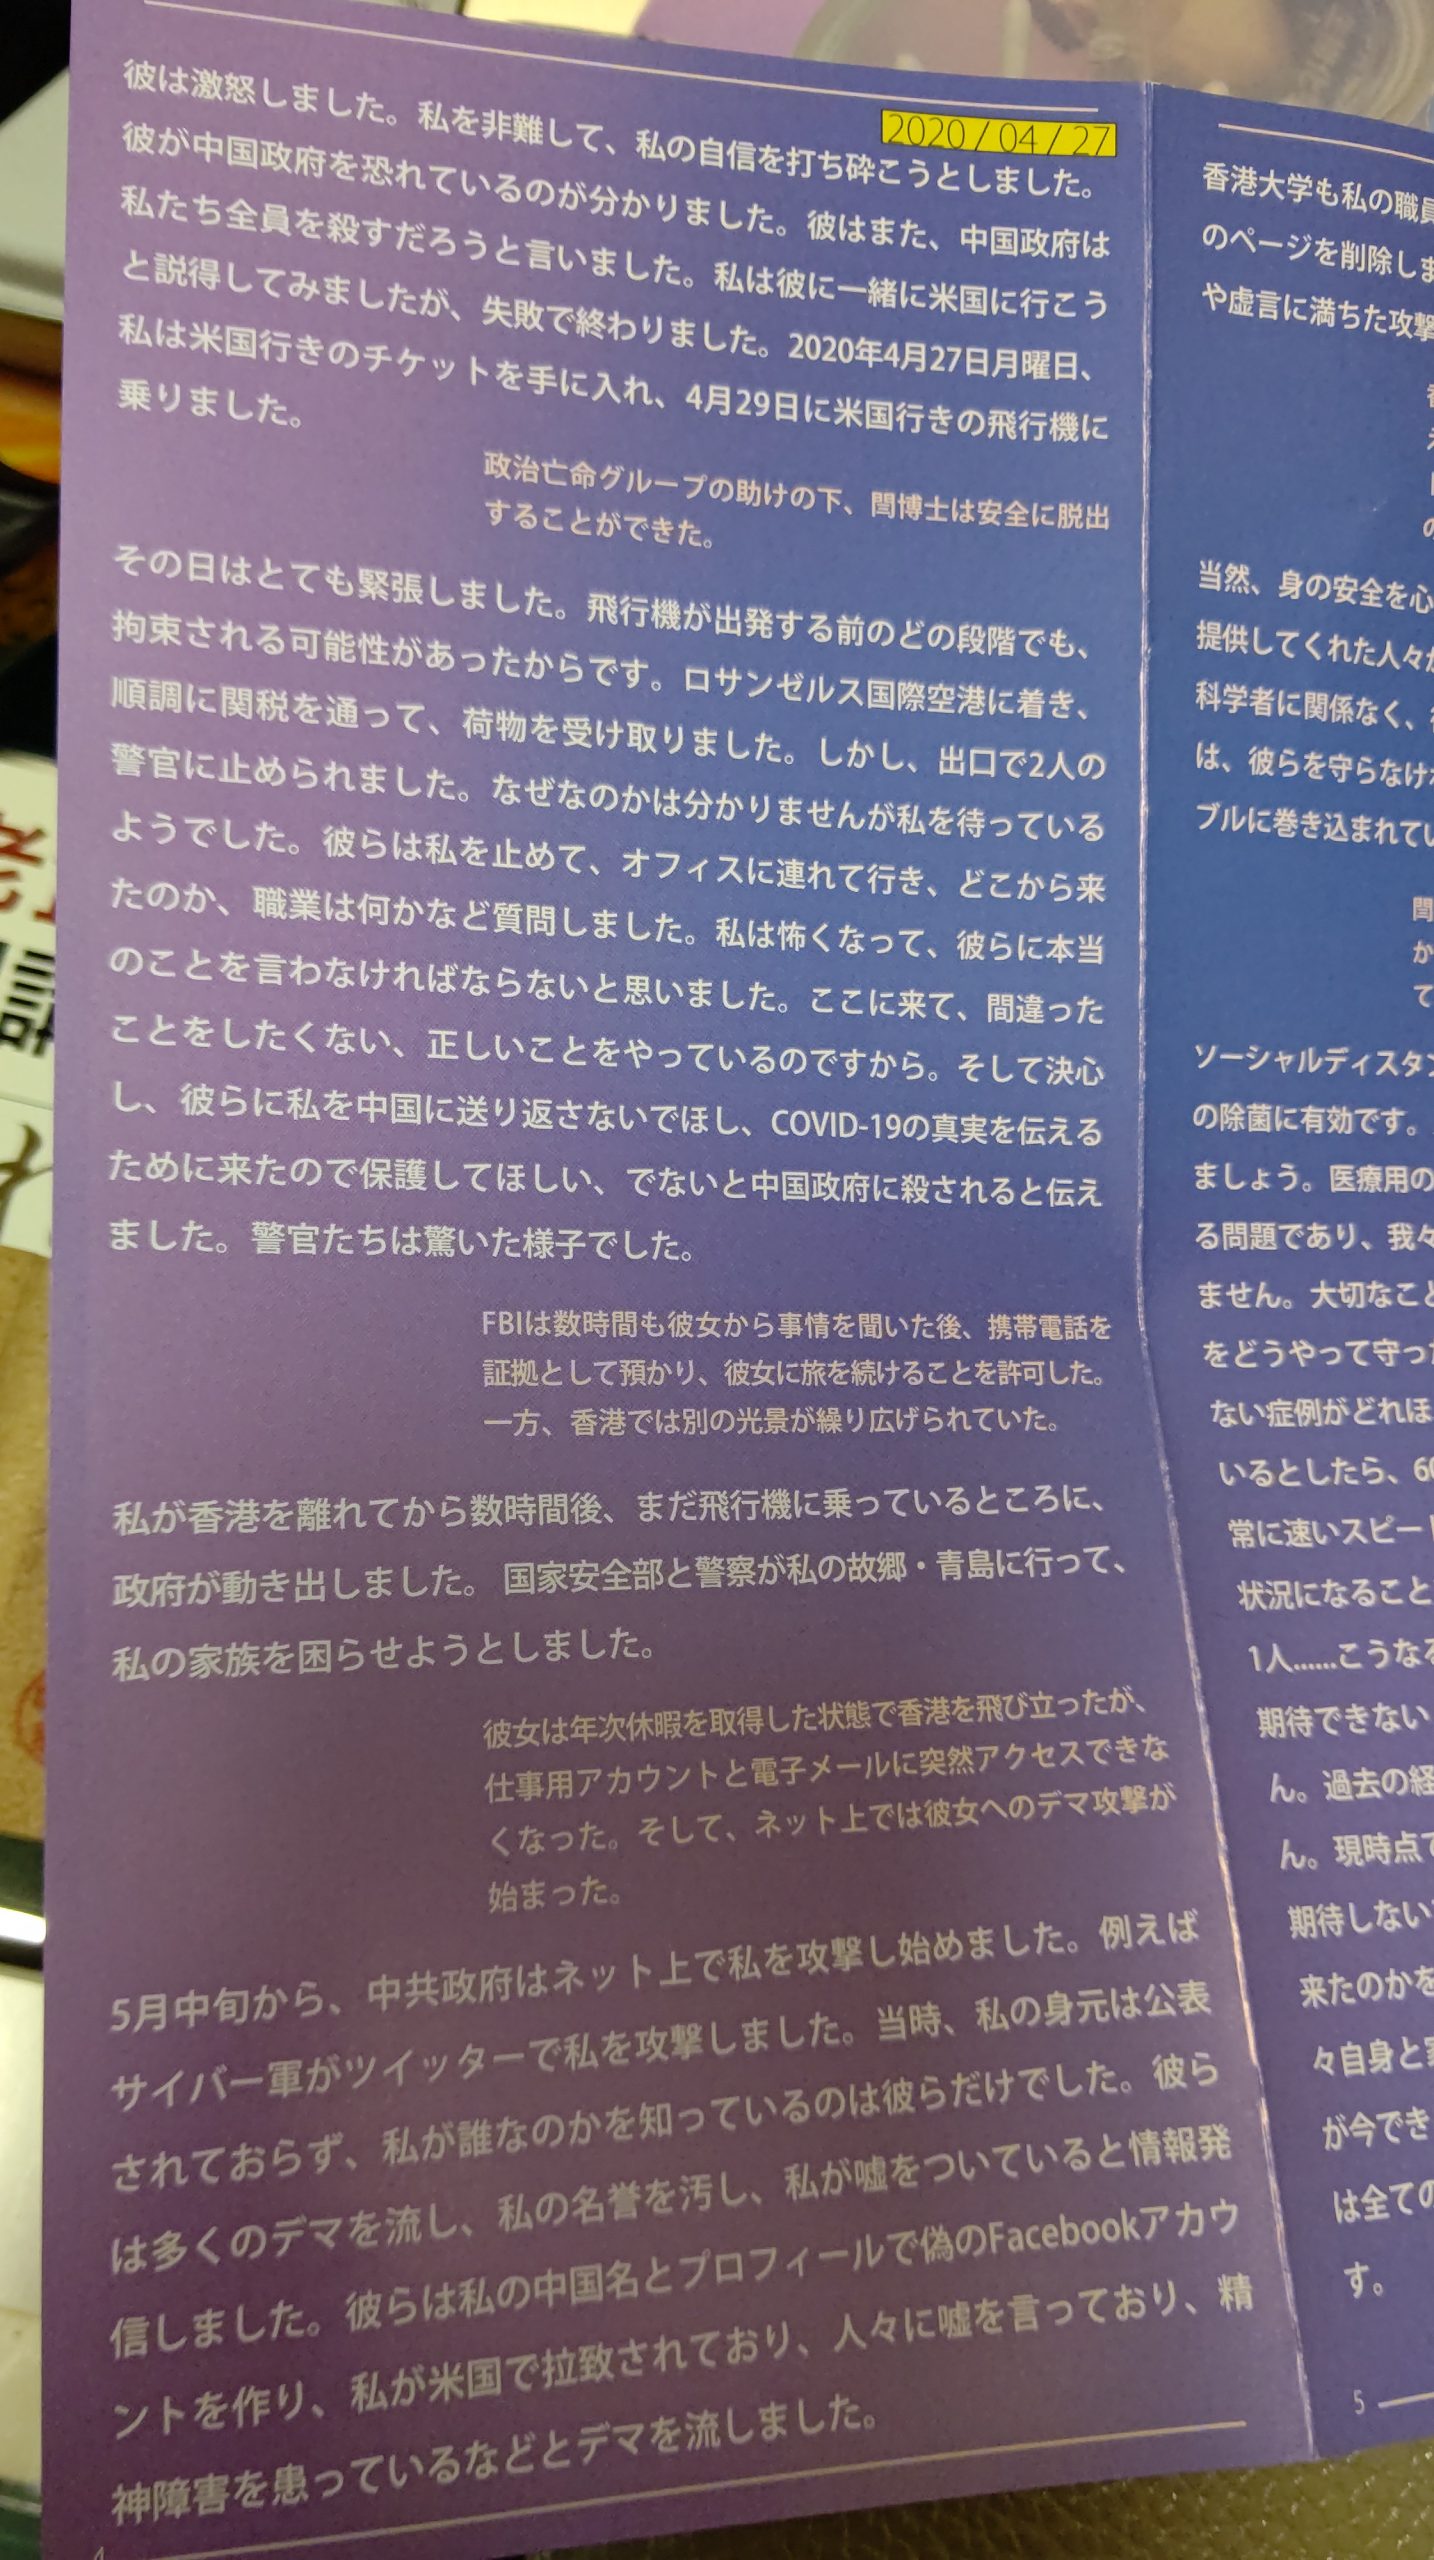 2020/04/27
彼は激怒しました。私を非難して、私の自信を打ち砕こうとしました。
彼が中国政府を恐れているのが分かりました。彼はまた、中国政府は
私たち全員を殺すだろうと言いました。私は彼に一緒に米国に行こう
と説得してみましたが、失敗で終わりました。2020年4月27日月曜日、
私は米国行きのチケットを手に入れ、4月29日に米国行きの飛行機に
乗りました。
政治亡命グループの助けの下、閆博士は安全に脱出
することができた。
その日はとても緊張しました。飛行機が出発する前のどの段階でも、
拘束される可能性があったからです。ロサンゼルス国際空港に着き、
順調に関税を通って、荷物を受け取りました。しかし、出口で2人の
警官に止められました。なぜなのかは分かりませんが私を待っている
ようでした。彼らは私を止めて、オフィスに連れて行き、どこから来
たのか、職業は何かなど質問しました。私は怖くなって、彼らに本当
のことを言わなければならないと思いました。ここに来て、間違った
ことをしたくない、正しいことをやっているのですから。そして決心
し、彼らに私を中国に送り返さないでほし、COVID-19の真実を伝える
ために来たので保護してほしい、でないと中国政府に殺されると伝え
ました。警官たちは驚いた様子でした。
FBIは数時間も彼女から事情を聞いた後、携帯電話を
証拠として預かり、彼女に旅を続けることを許可した。
一方、香港では別の光景が繰り広げられていた。
私が香港を離れてから数時間後、まだ飛行機に乗っているところに、
政府が動き出しました。 国家安全部と警察が私の故郷・青島に行って、
私の家族を困らせようとしました。
彼女は年次休暇を取得した状態で香港を飛び立ったが、
仕事用アカウントと電子メールに突然アクセスできな
くなった。そして、ネット上では彼女へのデマ攻撃が
始まった。
5月中旬から、中共政府はネット上で私を攻撃し始めました。例えば
サイバー軍がツイッターで私を攻撃しました。当時、私の身元は公表
されておらず、私が誰なのかを知っているのは彼らだけでした。彼ら
は多くのデマを流し、私の名誉を汚し、私が嘘をついていると情報発
信しました。彼らは私の中国名とプロフィールで偽のFacebookアカウ
ントを作り、私が米国で拉致されており、人々に嘘を言っており、精
神障害を患っているなどとデマを流しました。
4
香港大学も私の職員
のページを削除しま
や虚言に満ちた攻撃
当然、身の安全を心
提供してくれた人々
科学者に関係なく、
は、彼らを守らなけ
ブルに巻き込まれてい
閆
か
て
ソーシャルディスタン
の除菌に有効です。
ましょう。医療用の
る問題であり、我々
ません。大切なこと
をどうやって守った
ない症例がどれほ
いるとしたら、60
常に速いスピード
状況になること
1人……こうなる
期待できない
ん。過去の経
ん。現時点で
期待しない
来たのかを
々自身と家
が今でき
は全ての
す。
5